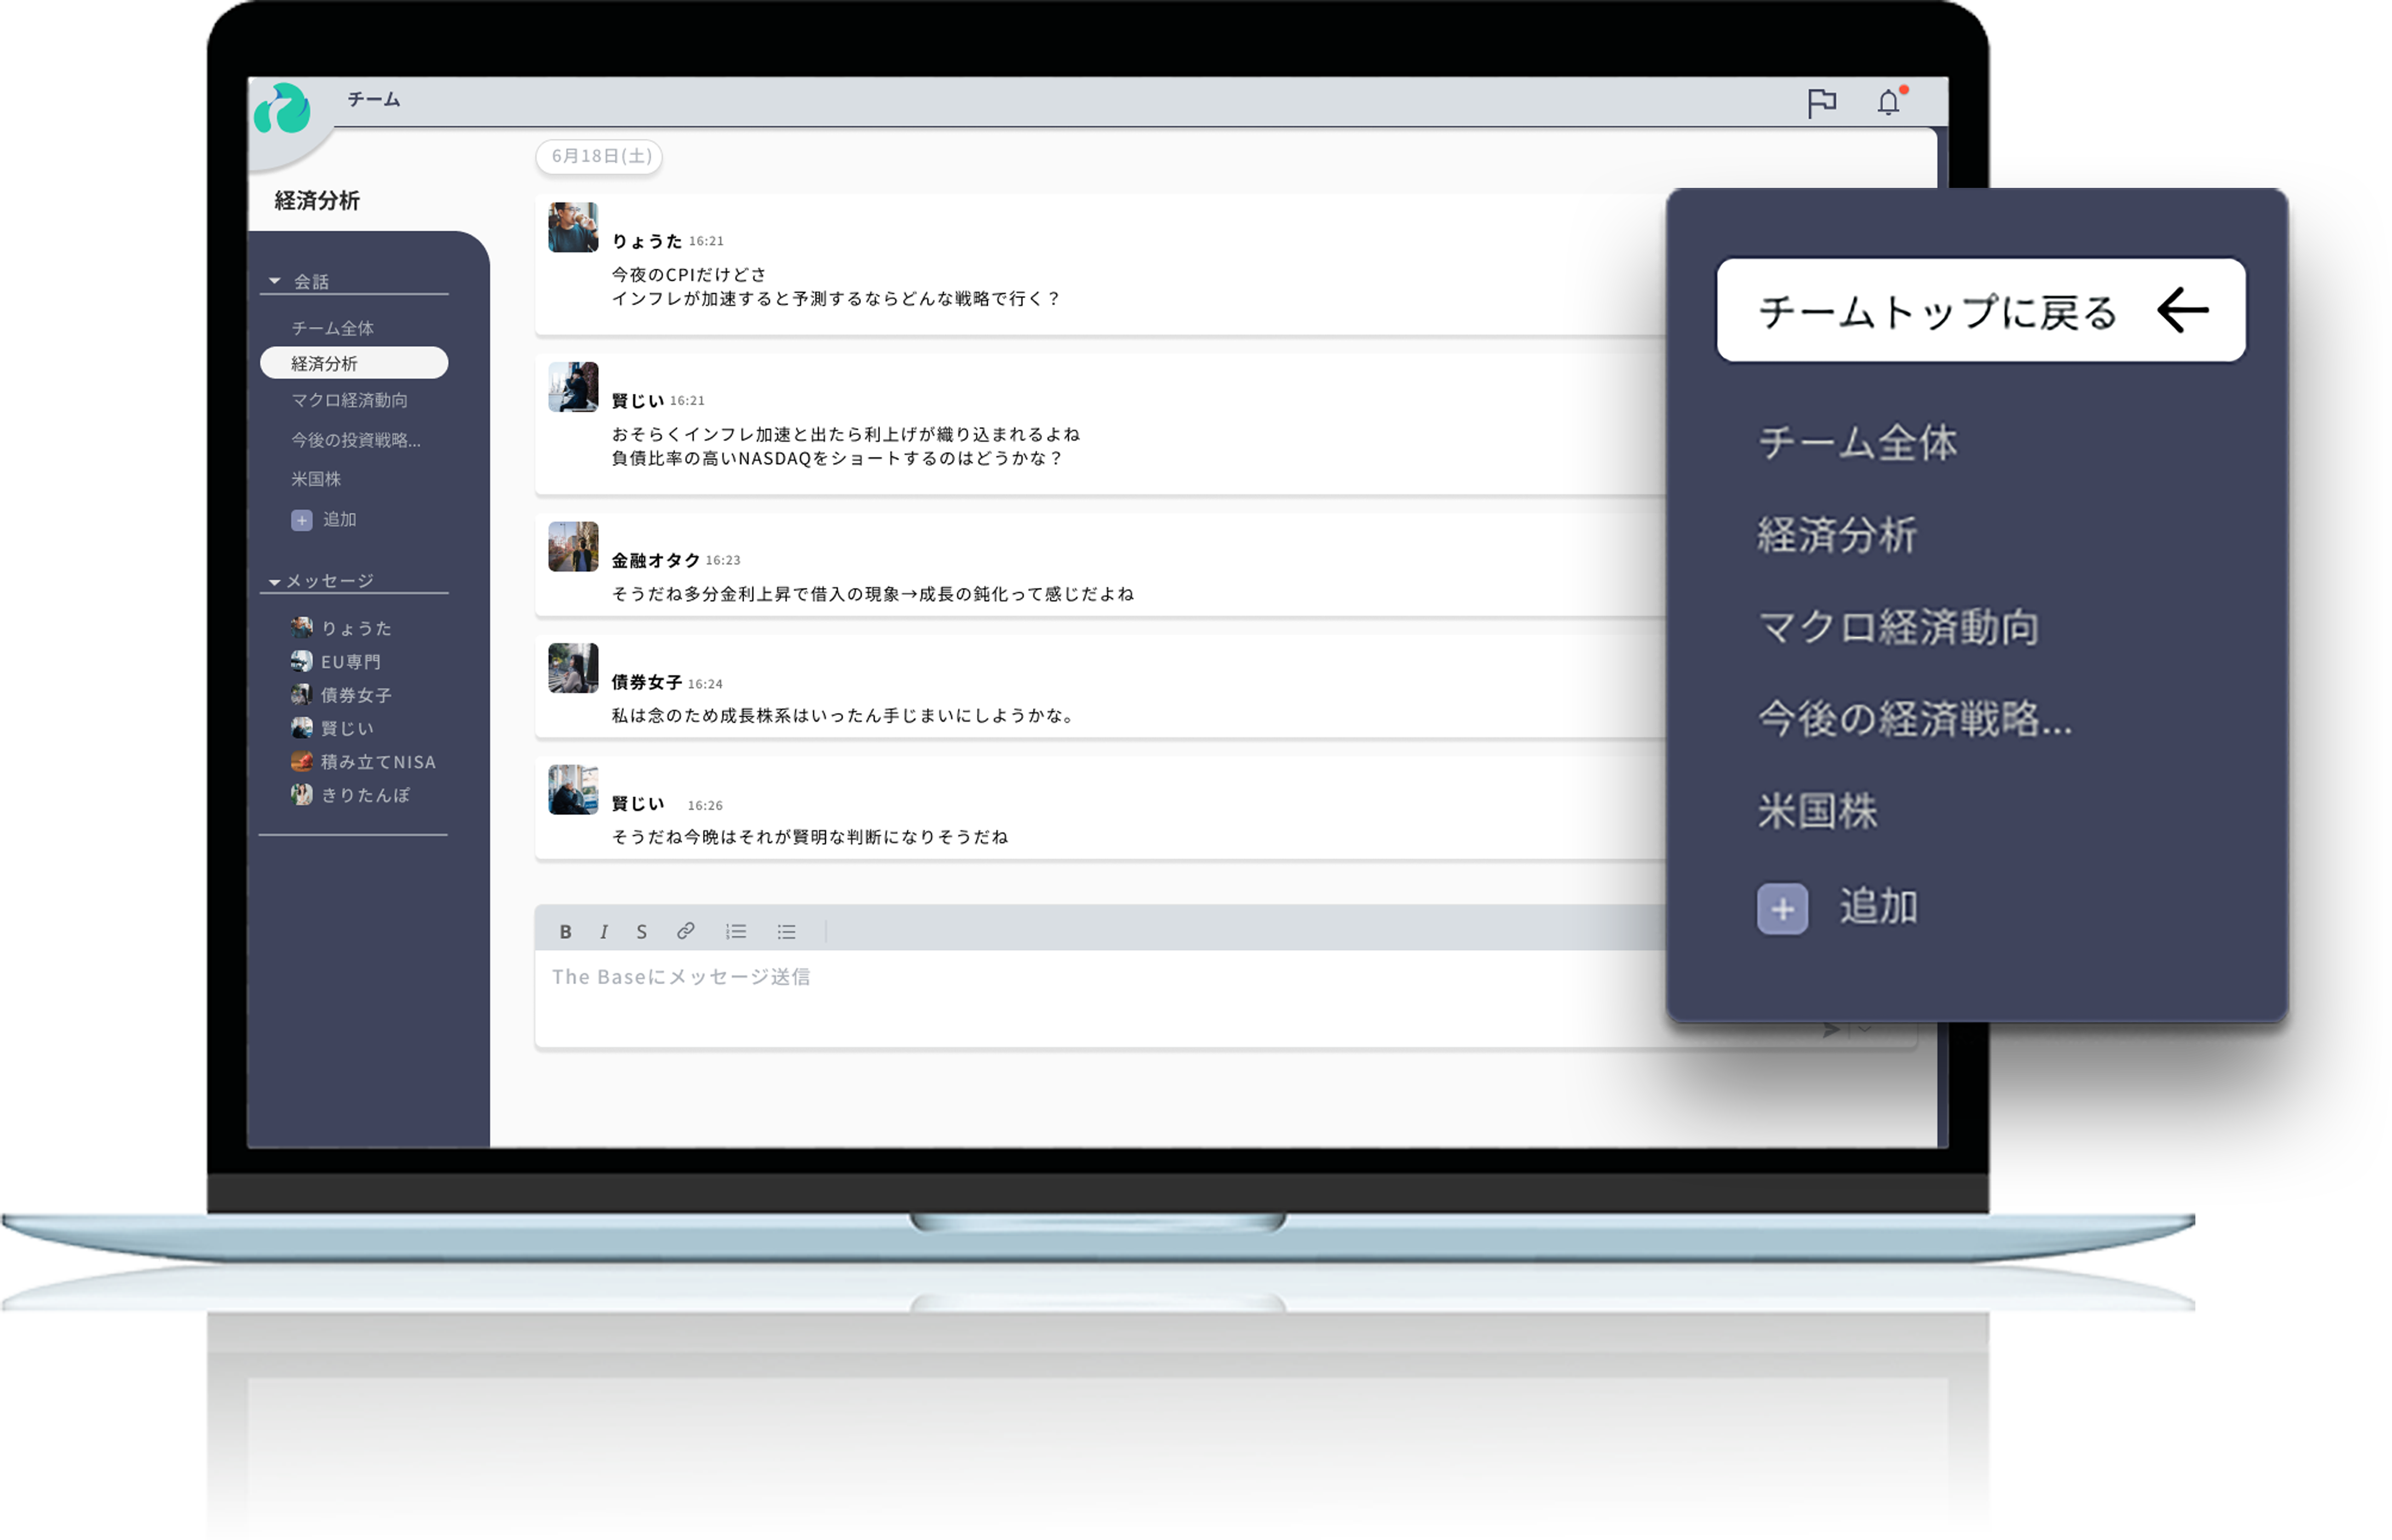 チーム
経済分析
会話
チーム全体
経済分析
マクロ経済動向
今後の投資戦略...
米国株
+ 追加
メッセージ
りょうた
EU専門
債券女子
賢じい
積み立てNISA
きりたんぽ
6月18日(土)
りょうた 16:21
今夜のCPIだけどさ
インフレが加速すると予測するならどんな戦略で行く？
賢じい 16:21
おそらくインフレ加速と出たら利上げが織り込まれるよね
負債比率の高いNASDAQをショートするのはどうかな？
金融オタク 16:23
そうだね多分金利上昇で借入の現象→成長の鈍化って感じだよね
債券女子 16:24
私は念のため成長株系はいったん手じまいにしようかな。
賢じい 16:26
そうだね今晩はそれが賢明な判断になりそうだね
B I S
The Baseにメッセージ送信
チームトップに戻る ←
チーム全体
経済分析
マクロ経済動向
今後の経済戦略...
米国株
+ 追加